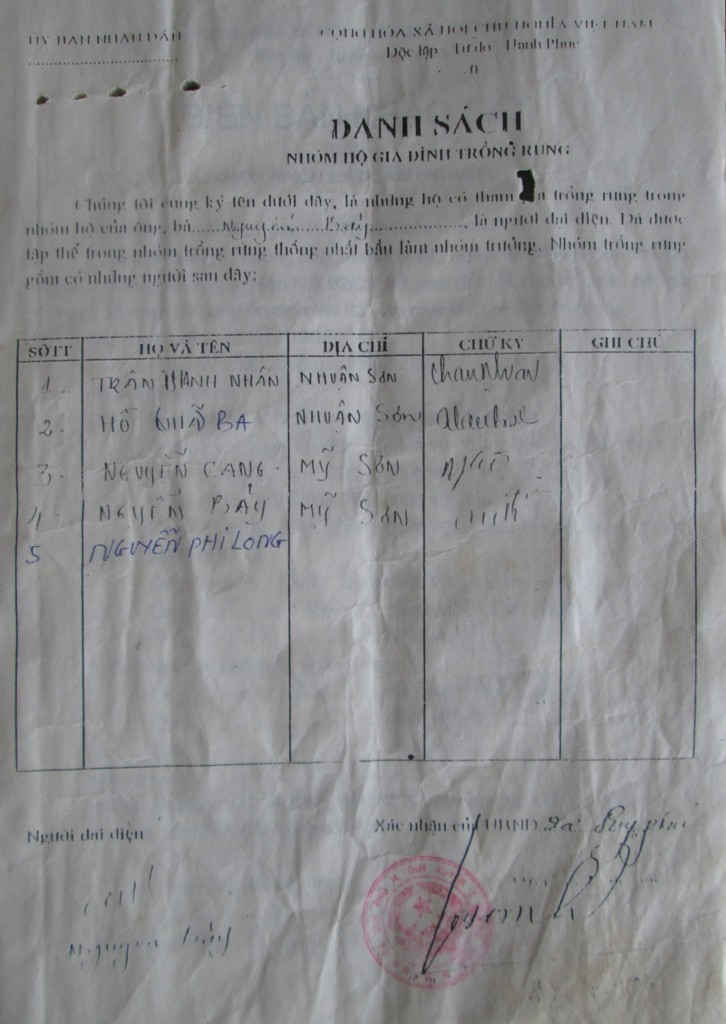 ỦY BAN NHÂN DÂN
CỘNG HÒA XÃ HỘI CHỦ NGHĨA VIỆT NAM
Độc lập Tự do Hạnh Phúc
DANH SÁCH
NHÓM HỘ GIA ĐÌNH TRỒNG RỪNG
Chúng tôi cùng ký tên dưới đây, là những hộ có tham gia trồng rừng trong
nhóm hộ của ông, bà.....Nguyễn.....Bảy.................., là người đại diện. Đã được
tập thể trong nhóm trồng rừng thống nhất bầu làm nhóm trưởng. Nhóm trồng rừng
gồm có những người sau đây:
SỐTT HỌ VÀ TÊN ĐỊA CHỈ CHỮ KÝ GHI CHÚ
1 TRẦN THANH NHÂN NHUẬN SƠN
2. HỒ BA NHUẬN SƠN
3. NGUYỄN CANG MỸ SƠN
4 NGUYỄN BẢY MỸ SƠN
5 NGUYỄN PHI LONG
Người đại diện Xác nhận của UBND xã Duy phú
Nguyễn Bảy